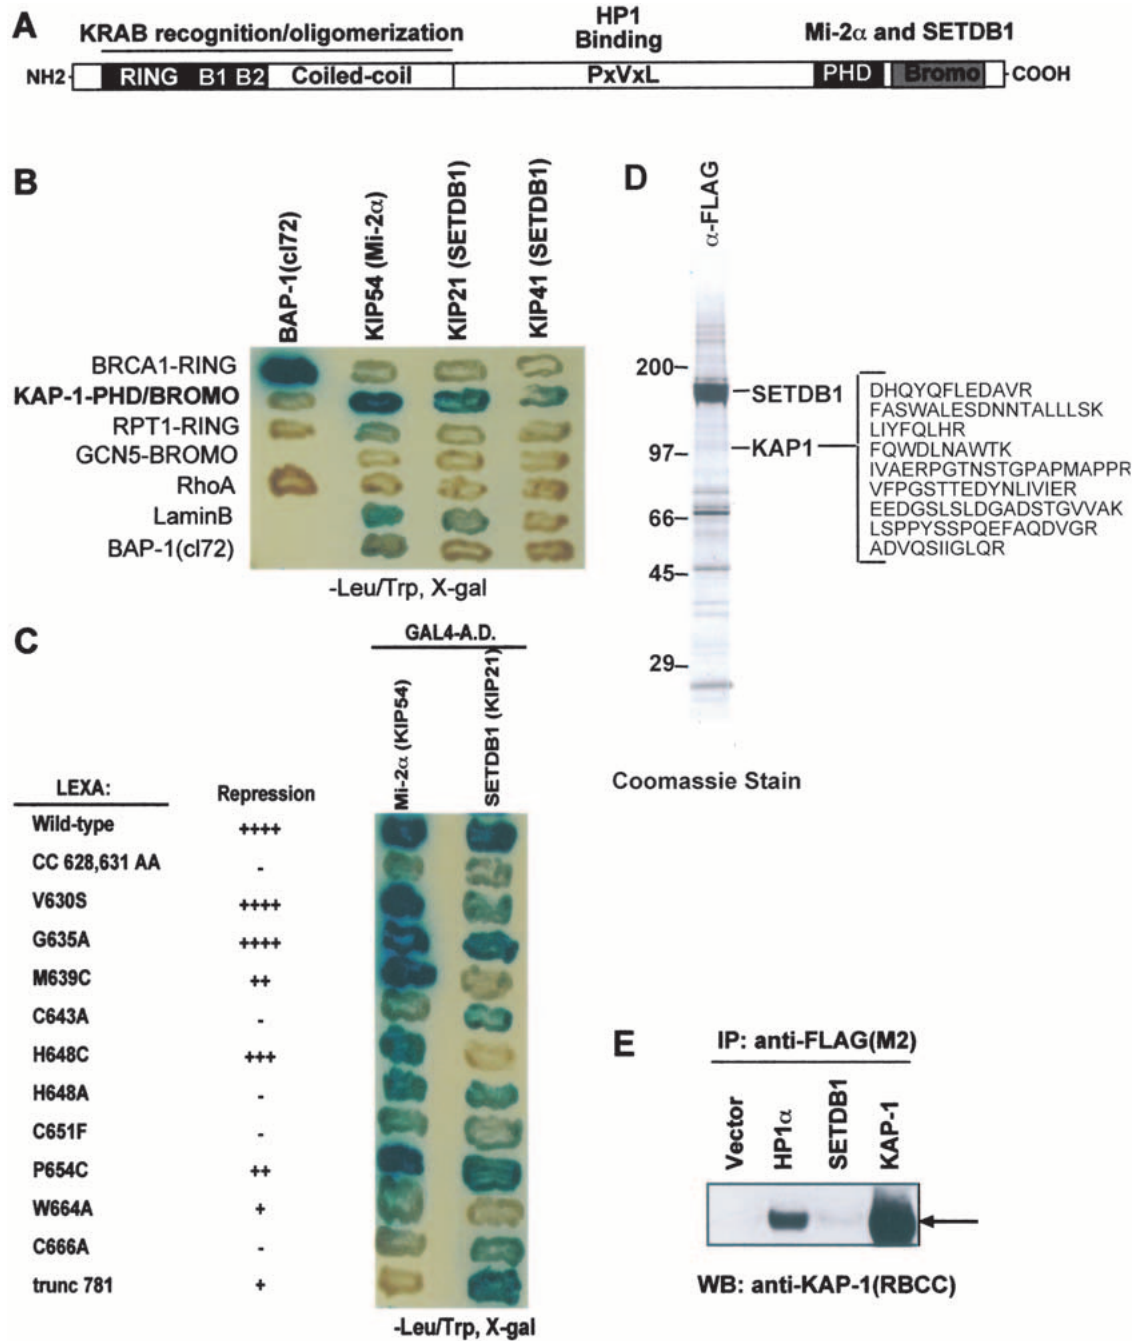 A
KRAB recognition/oligomerization
HP1
Binding
Mi-2α and SETDB1
NH2 RING B1 B2 Coiled-coil PxVxL PHD Bromo COOH
B
BAP-1(cl72)
KIP54 (Mi-2α)
KIP21 (SETDB1)
KIP41 (SETDB1)
BRCA1-RING
KAP-1-PHD/BROMO
RPT1-RING
GCN5-BROMO
RhoA
LaminB
BAP-1(cl72)
-Leu/Trp, X-gal
C
GAL4-A.D.
Mi-2α (KIP54)
SETDB1 (KIP21)
LEXA: Repression
Wild-type ++++
CC 628,631 AA -
V630S ++++
G635A ++++
M639C ++
C643A -
H648C +++
H648A -
C651F -
P654C ++
W664A +
C666A -
trunc 781 +
-Leu/Trp, X-gal
D
α-FLAG
200
97
66
45
29
SETDB1
KAP1
DHQYQFLEDAVR
FASWALESDNNTALLLSK
LIYFQLHR
FQWDLNAWTK
IVAERPGTNSTGPAPMAPPR
VFPGSTTEDYNLIVIER
EEDGSLSLDGADSTGVVAK
LSPPYSSPQEFAQDVGR
ADVQSIIGLQR
Coomassie Stain
E
IP: anti-FLAG(M2)
Vector
HP1α
SETDB1
KAP-1
WB: anti-KAP-1(RBCC)